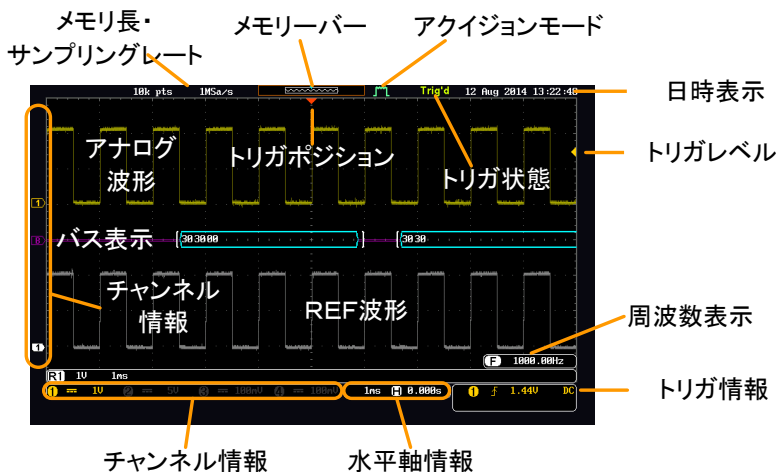 メモリ長・
サンプリングレート
メモリーバー
アクイジョンモード
10k pts 1MSa/s Trig'd 12 Aug 2014 13:22:48
日時表示
アナログ
波形
トリガポジション
トリガ状態
トリガレベル
1
B
バス表示
303000
3030
チャンネル
情報
REF波形
周波数表示
1
F 1000.00Hz
R1 1V 1ms
1 1V 2 5V 3 100mV 4 100mV 1ms H 0.000s 1 1.44V DC
トリガ情報
チャンネル情報
水平軸情報